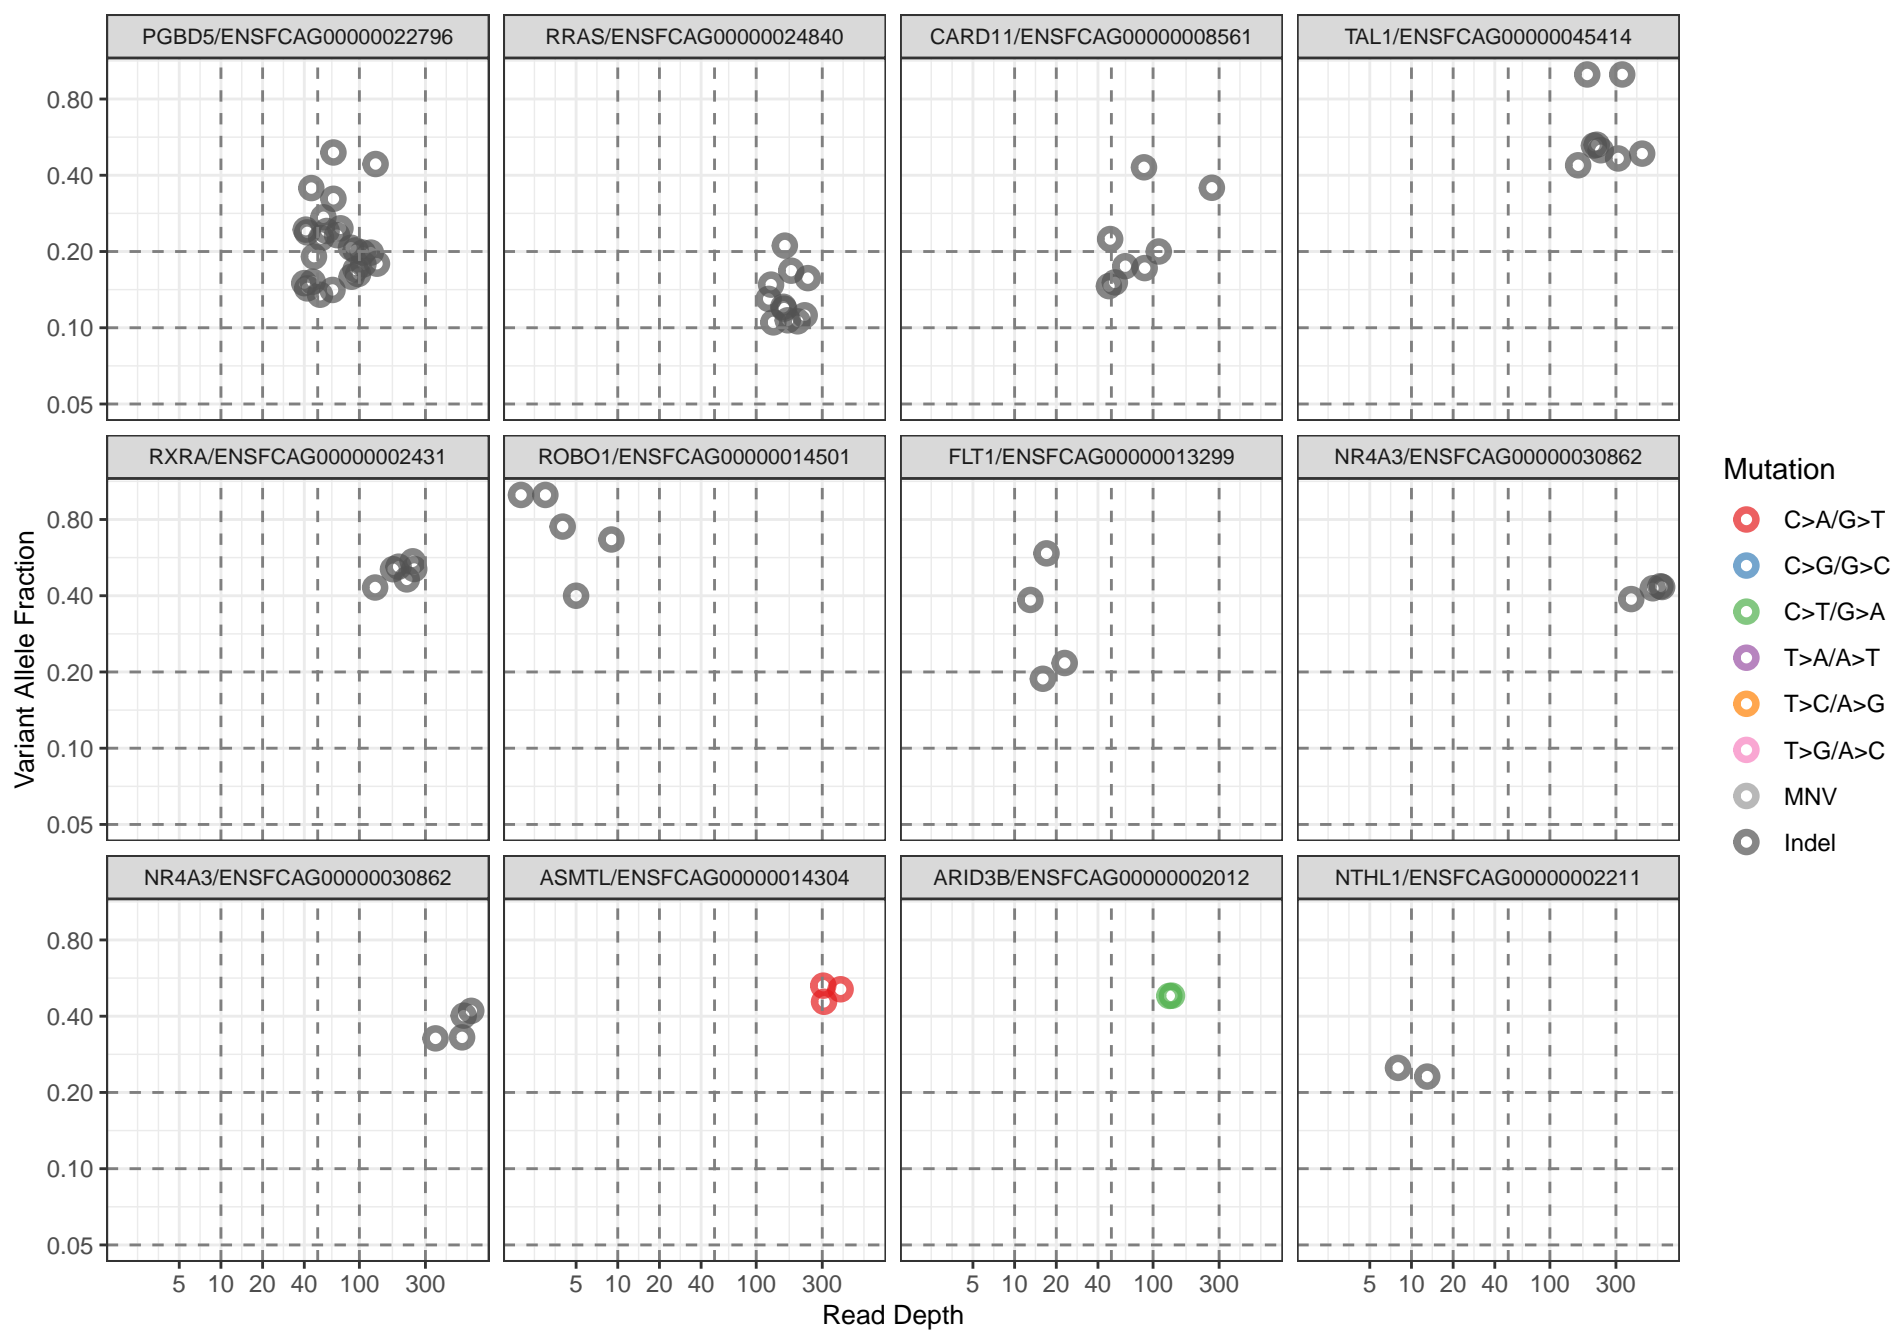 PGBD5/ENSFCAG00000022796 RRAS/ENSFCAG00000024840 CARD11/ENSFCAG00000008561 TAL1/ENSFCAG00000045414
0.80
0.40
0.20
0.10
0.05
RXRA/ENSFCAG00000002431 ROBO1/ENSFCAG00000014501 FLT1/ENSFCAG00000013299 NR4A3/ENSFCAG00000030862
0.80
0.40
0.20
0.10
0.05
Variant Allele Fraction
NR4A3/ENSFCAG00000030862 ASMTL/ENSFCAG00000014304 ARID3B/ENSFCAG00000002012 NTHL1/ENSFCAG00000002211
0.80
0.40
0.20
0.10
0.05
5 10 20 40 100 300 5 10 20 40 100 300 5 10 20 40 100 300 5 10 20 40 100 300
Read Depth
Mutation
C>A/G>T
C>G/G>C
C>T/G>A
T>A/A>T
T>C/A>G
T>G/A>C
MNV
Indel